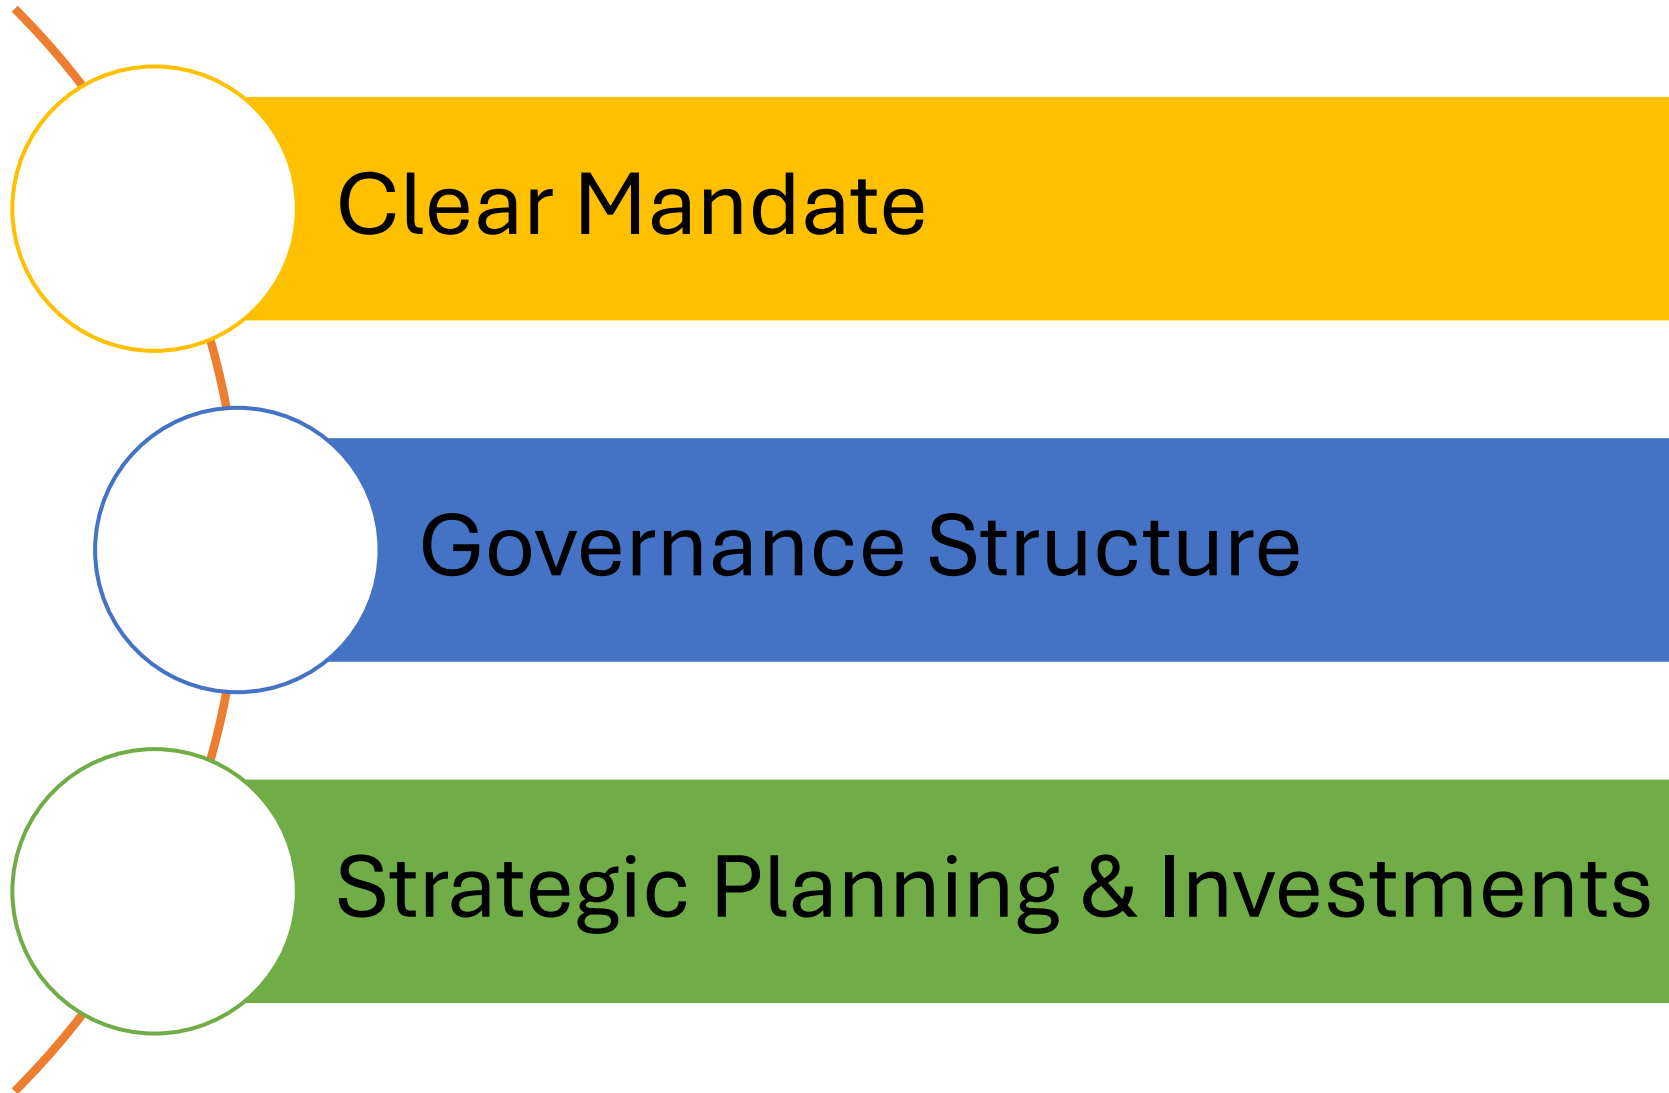 Clear Mandate
Governance Structure
Strategic Planning & Investments